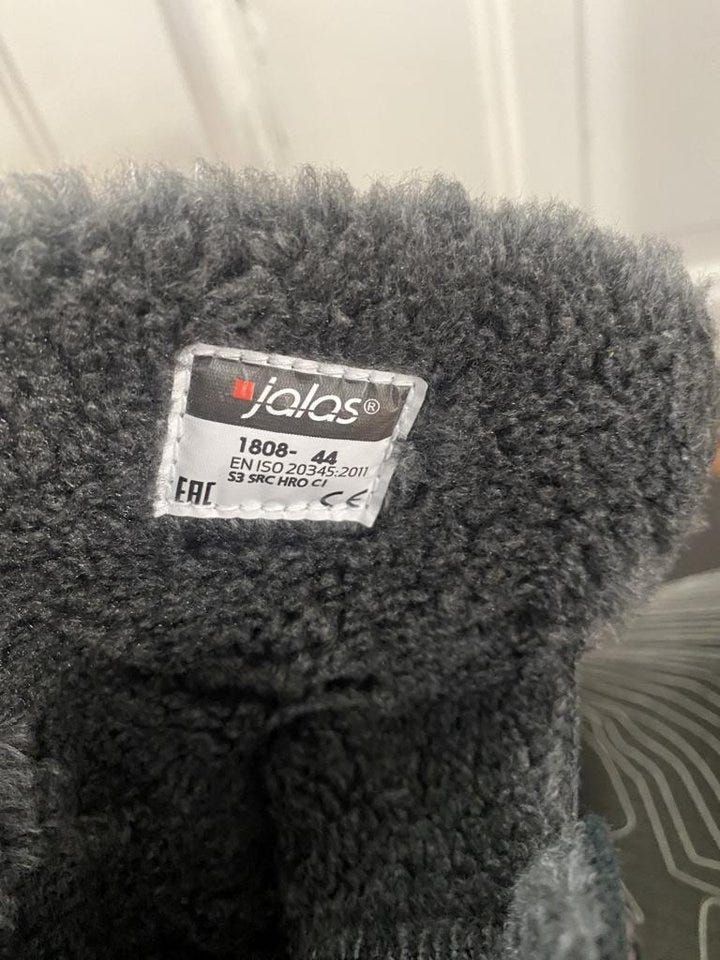 jalas®
1808- 44
EN ISO 20345:2011
S3 SRC HRO CI
EAC CE